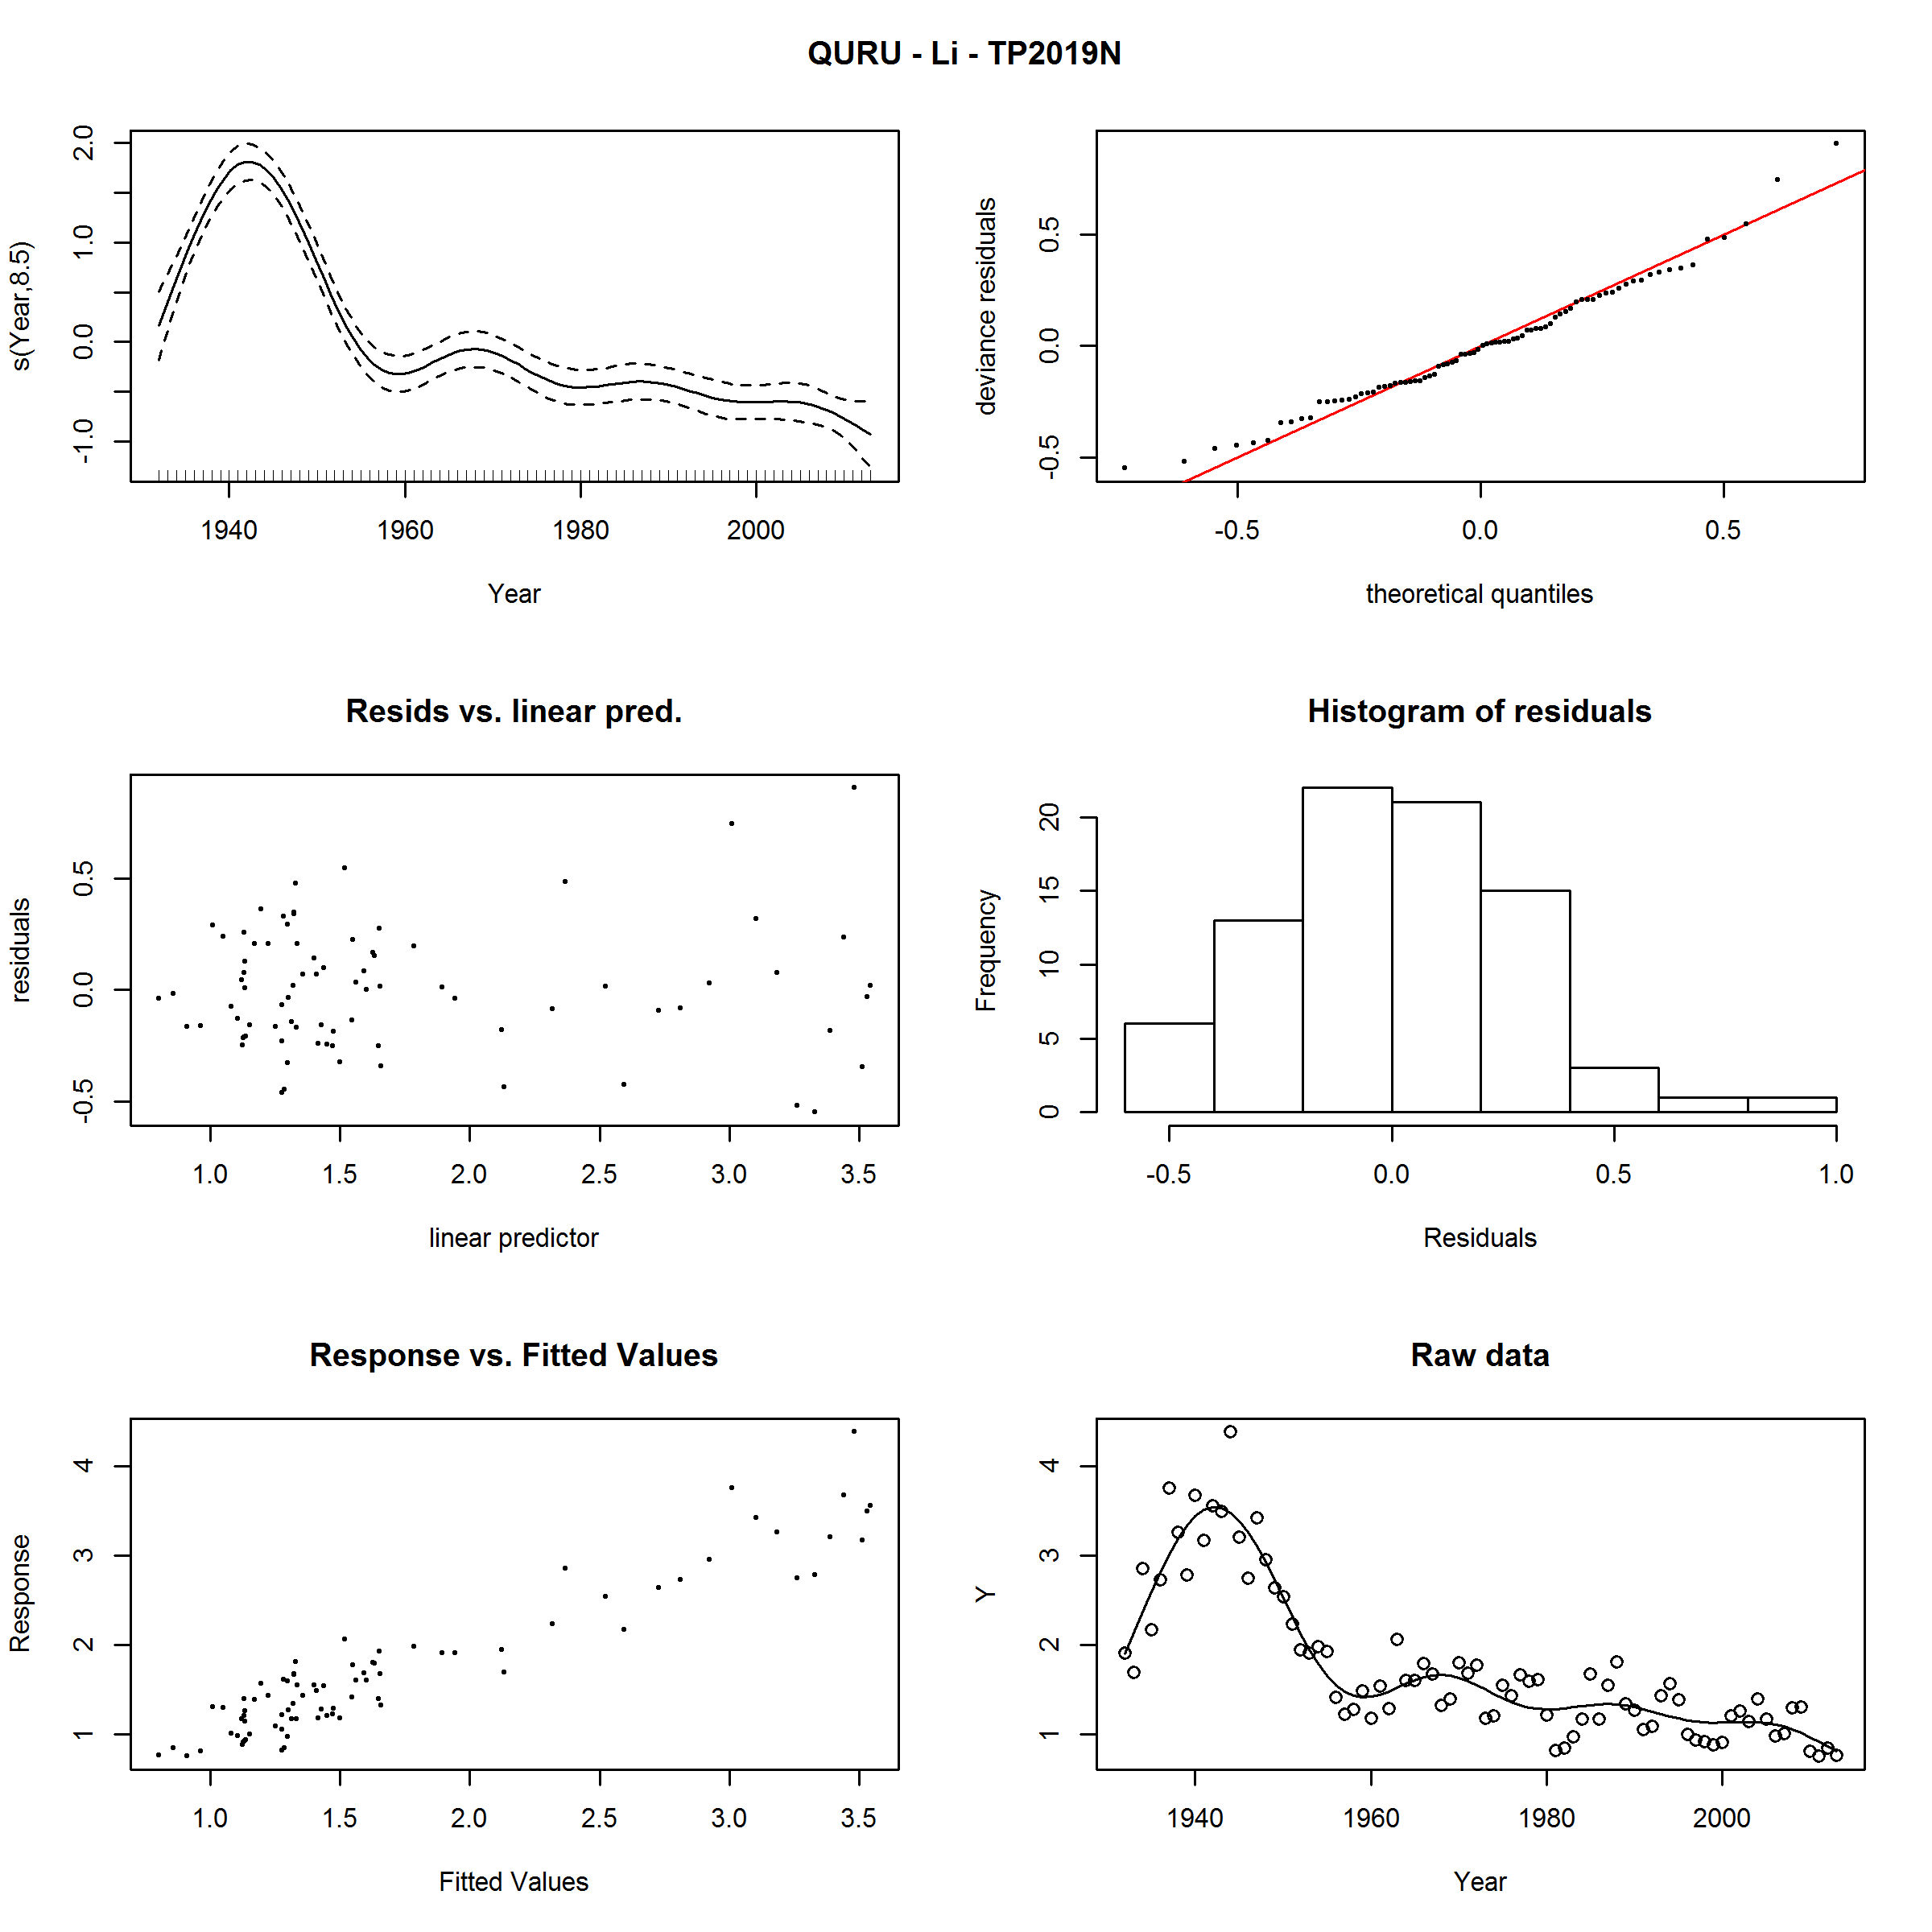 QURU - Li - TP2019N
s(Year,8.5)
2.0
1.0
0.0
-1.0
1940 1960 1980 2000
Year
deviance residuals
0.5
0.0
-0.5
-0.5 0.0 0.5
theoretical quantiles
Resids vs. linear pred.
residuals
0.5
0.0
-0.5
1.0 1.5 2.0 2.5 3.0 3.5
linear predictor
Histogram of residuals
Frequency
20
15
10
5
0
-0.5 0.0 0.5 1.0
Residuals
Response vs. Fitted Values
Response
4
3
2
1
1.0 1.5 2.0 2.5 3.0 3.5
Fitted Values
Raw data
Y
4
3
2
1
1940 1960 1980 2000
Year